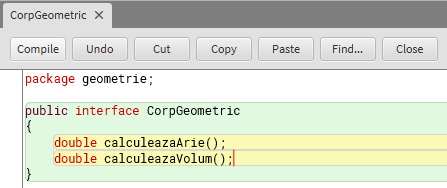 CorpGeometric ×
Compile Undo Cut Copy Paste Find... Close
package geometrie;
public interface CorpGeometric
{
double calculeazaArie();
double calculeazaVolum();
}